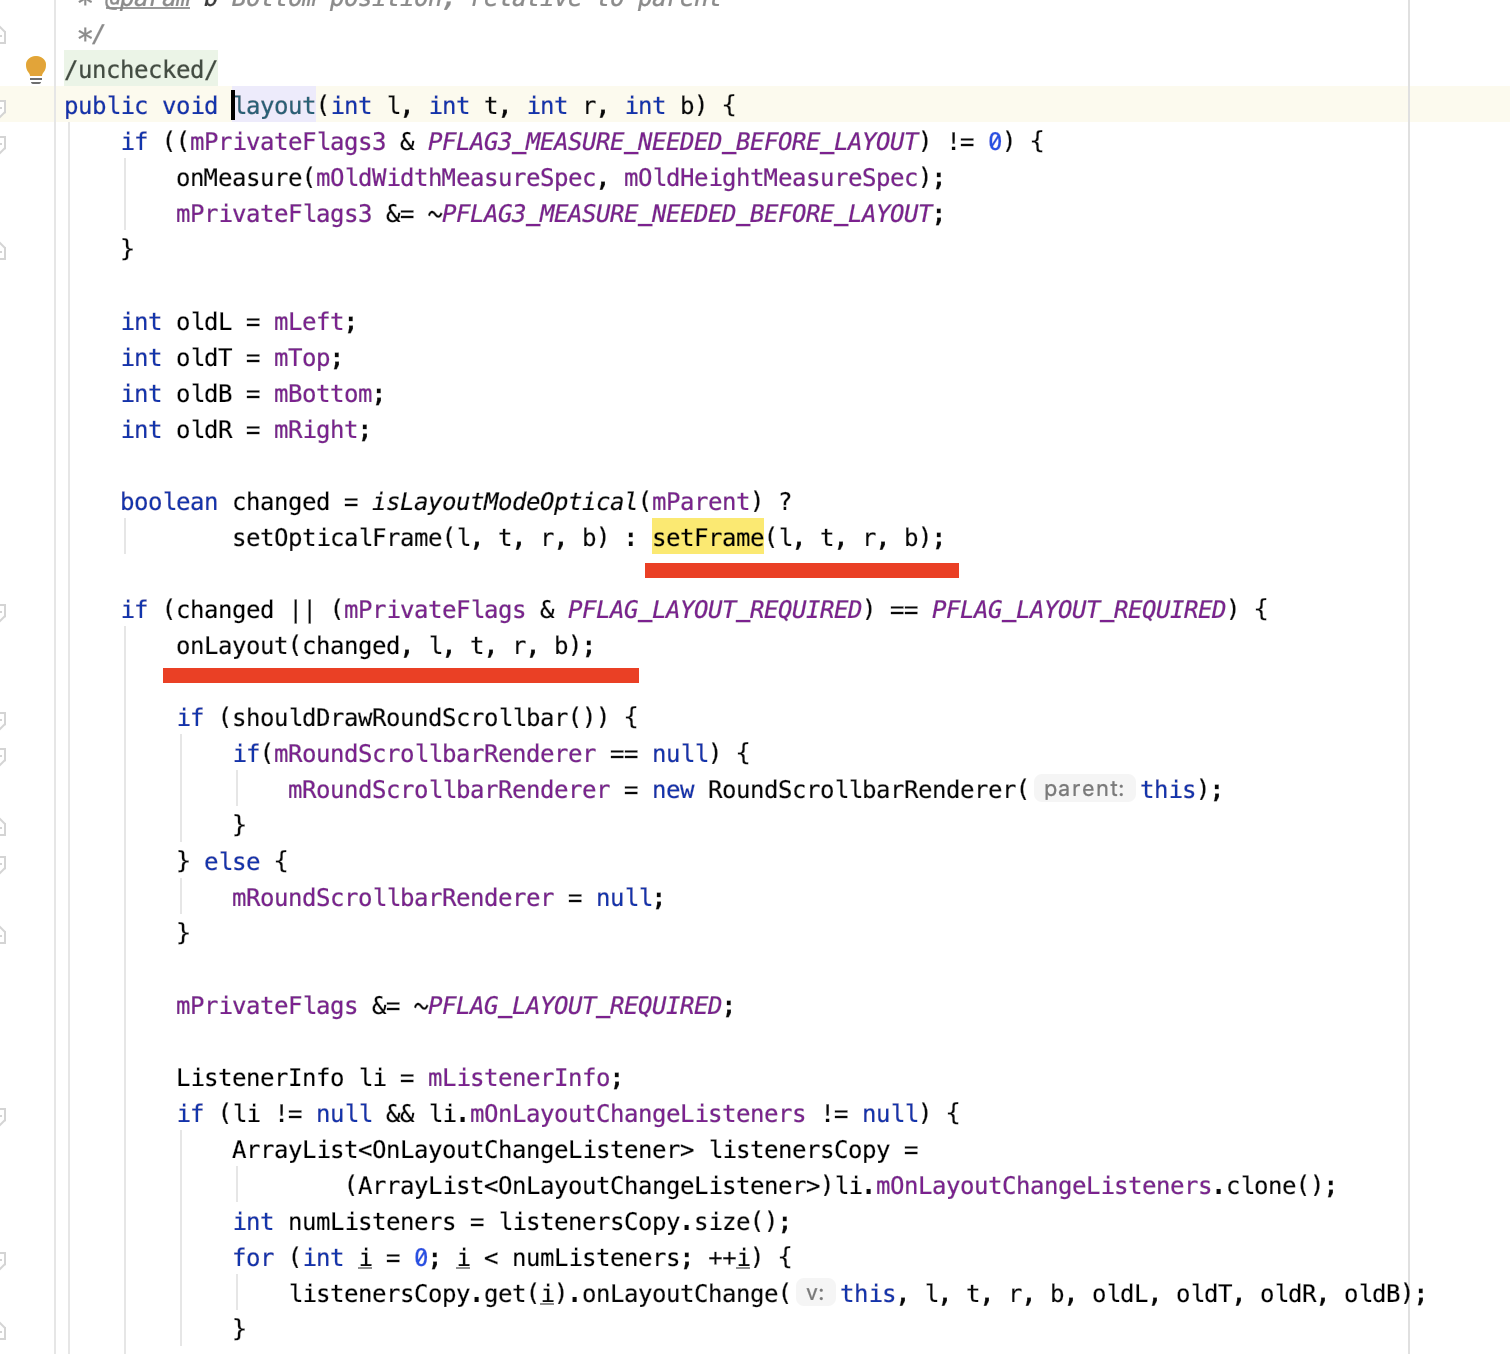 * @param b Bottom position, relative to parent
*/
/unchecked/
public void layout(int l, int t, int r, int b) {
if ((mPrivateFlags3 & PFLAG3_MEASURE_NEEDED_BEFORE_LAYOUT) != 0) {
onMeasure(mOldWidthMeasureSpec, mOldHeightMeasureSpec);
mPrivateFlags3 &= ~PFLAG3_MEASURE_NEEDED_BEFORE_LAYOUT;
}
int oldL = mLeft;
int oldT = mTop;
int oldB = mBottom;
int oldR = mRight;
boolean changed = isLayoutModeOptical(mParent) ?
setOpticalFrame(l, t, r, b) : setFrame(l, t, r, b);
if (changed || (mPrivateFlags & PFLAG_LAYOUT_REQUIRED) == PFLAG_LAYOUT_REQUIRED) {
onLayout(changed, l, t, r, b);
if (shouldDrawRoundScrollbar()) {
if(mRoundScrollbarRenderer == null) {
mRoundScrollbarRenderer = new RoundScrollbarRenderer( parent: this);
}
} else {
mRoundScrollbarRenderer = null;
}
mPrivateFlags &= ~PFLAG_LAYOUT_REQUIRED;
ListenerInfo li = mListenerInfo;
if (li != null && li.mOnLayoutChangeListeners != null) {
ArrayList<OnLayoutChangeListener> listenersCopy =
(ArrayList<OnLayoutChangeListener>)li.mOnLayoutChangeListeners.clone();
int numListeners = listenersCopy.size();
for (int i = 0; i < numListeners; ++i) {
listenersCopy.get(i).onLayoutChange( v: this, l, t, r, b, oldL, oldT, oldR, oldB);
}